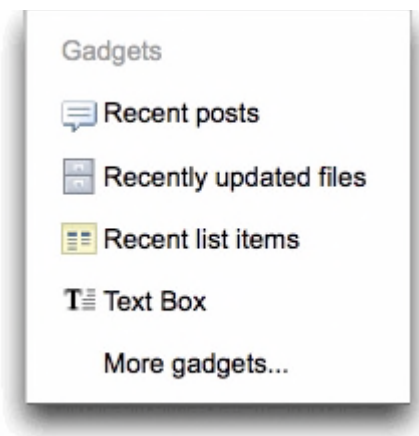 Gadgets
Recent posts
Recently updated files
Recent list items
Text Box
More gadgets...